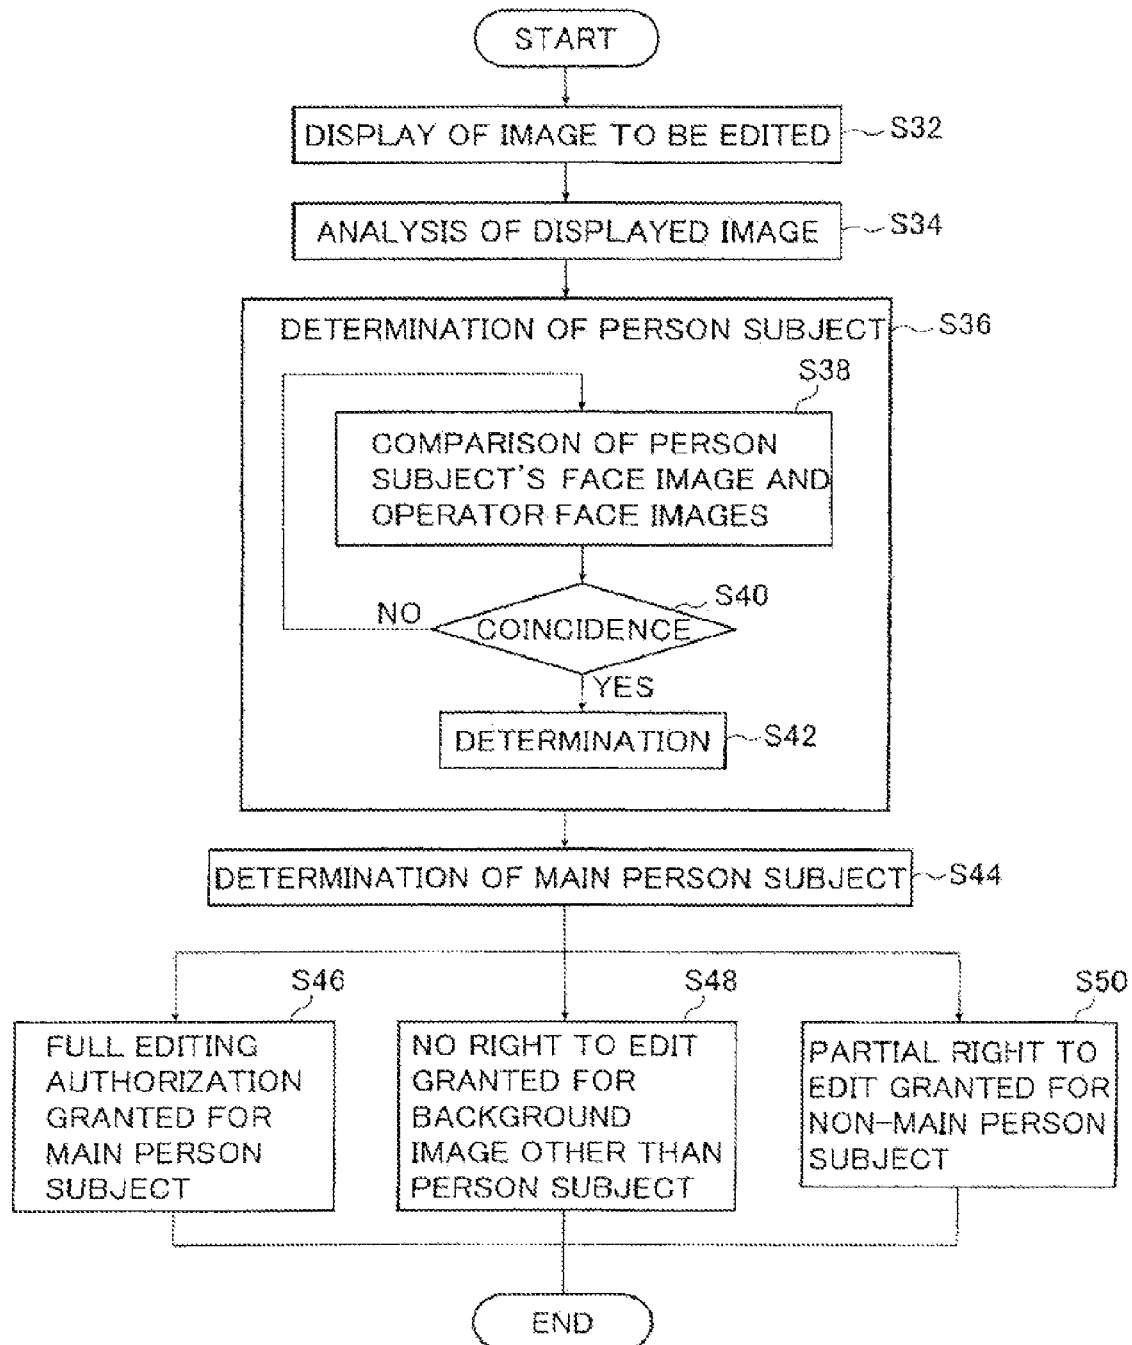 START
DISPLAY OF IMAGE TO BE EDITED
S32
ANALYSIS OF DISPLAYED IMAGE
S34
DETERMINATION OF PERSON SUBJECT
S36
S38
COMPARISON OF PERSON
SUBJECT'S FACE IMAGE AND
OPERATOR FACE IMAGES
S40
NO
COINCIDENCE
YES
DETERMINATION
S42
DETERMINATION OF MAIN PERSON SUBJECT
S44
S46
FULL EDITING
AUTHORIZATION
GRANTED FOR
MAIN PERSON
SUBJECT
S48
NO RIGHT TO EDIT
GRANTED FOR
BACKGROUND
IMAGE OTHER THAN
PERSON SUBJECT
S50
PARTIAL RIGHT TO
EDIT GRANTED FOR
NON-MAIN PERSON
SUBJECT
END